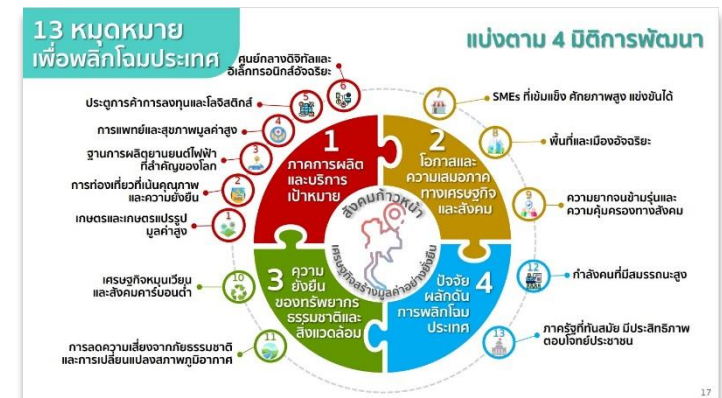 13 หมุดหมาย
เพื่อพลิกโฉมประเทศ
แบ่งตาม 4 มิติการพัฒนา
ศูนย์กลางดิจิทัลและ
อิเล็กทรอนิกส์อัจฉริยะ
6
ประตูการค้าการลงทุนและโลจิสติกส์
5
การแพทย์และสุขภาพมูลค่าสูง
4
ฐานการผลิตยานยนต์ไฟฟ้า
ที่สำคัญของโลก
3
การท่องเที่ยวที่เน้นคุณภาพ
และความยั่งยืน
2
เกษตรและเกษตรแปรรูป
มูลค่าสูง
1
1
ภาคการผลิต
และบริการ
เป้าหมาย
2
โอกาสและ
ความเสมอภาค
ทางเศรษฐกิจ
และสังคม
7
SMEs ที่เข้มแข็ง ศักยภาพสูง แข่งขันได้
8
พื้นที่และเมืองอัจฉริยะ
9
ความยากจนข้ามรุ่นและ
ความคุ้มครองทางสังคม
สังคมก้าวหน้า
เศรษฐกิจสร้างมูลค่าอย่างยั่งยืน
3 ความ
ยั่งยืน
ของทรัพยากร
ธรรมชาติและ
สิ่งแวดล้อม
เศรษฐกิจหมุนเวียน
และสังคมคาร์บอนต่ำ
10
การลดความเสี่ยงจากภัยธรรมชาติ
และการเปลี่ยนแปลงสภาพภูมิอากาศ
11
ปัจจัย 4
ผลักดัน
การพลิกโฉม
ประเทศ
12
กำลังคนที่มีสมรรถนะสูง
13
ภาครัฐที่ทันสมัย มีประสิทธิภาพ
ตอบโจทย์ประชาชน
17